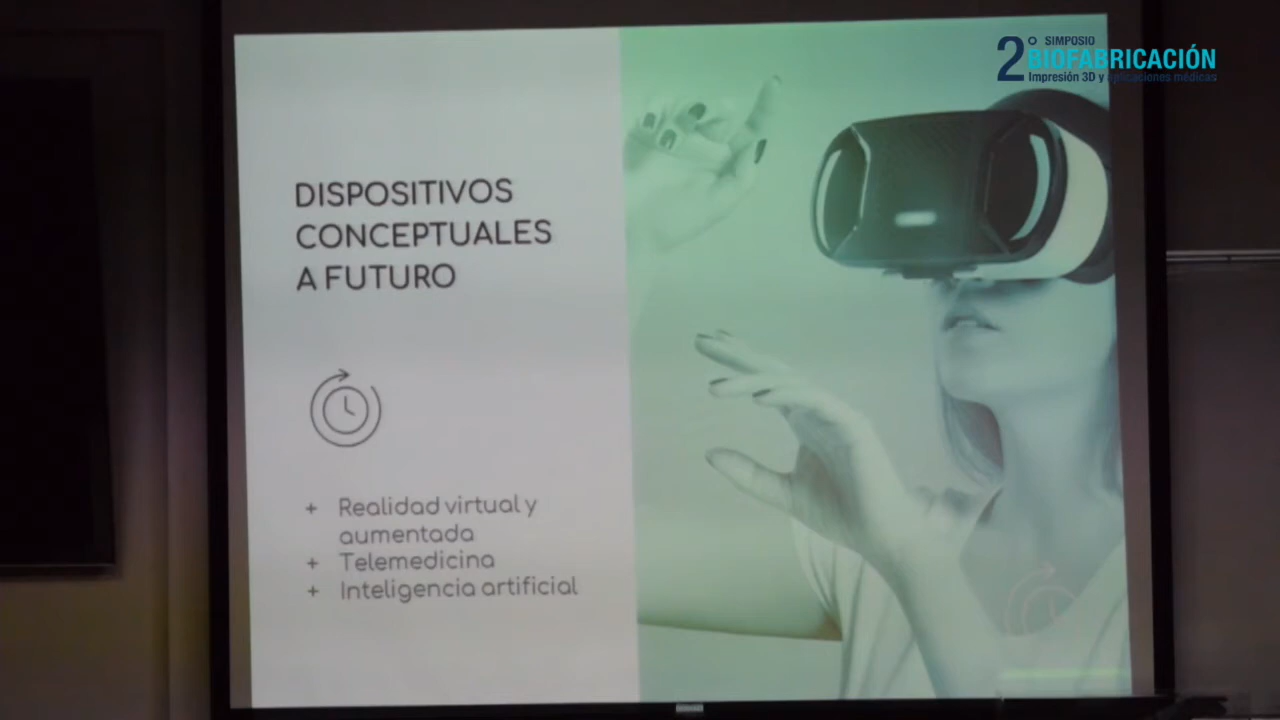 2° SIMPOSIO
BIOFABRICACIÓN
Impresión 3D y aplicaciones médicas
DISPOSITIVOS
CONCEPTUALES
A FUTURO
+ Realidad virtual y
aumentada
+ Telemedicina
+ Inteligencia artificial